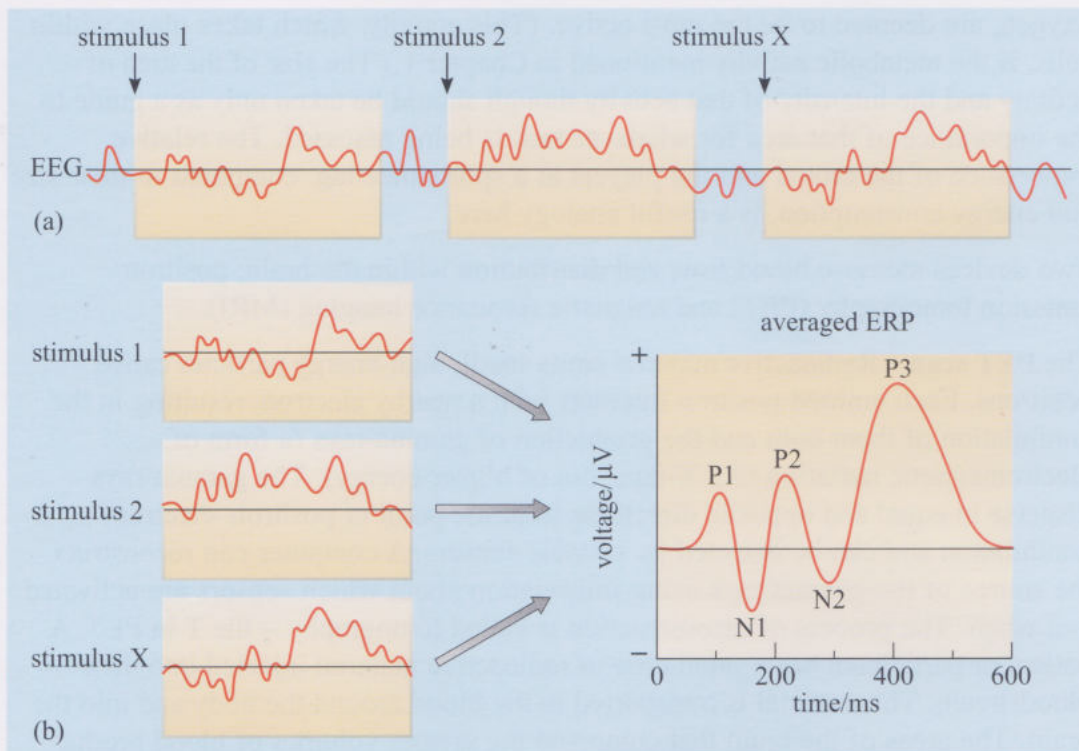 stimulus 1 stimulus 2 stimulus X
EEG
(a)
stimulus 1
stimulus 2
stimulus X
(b)
averaged ERP
+
voltage/µV
–
P1
N1
P2
N2
P3
0 200 400 600
time/ms